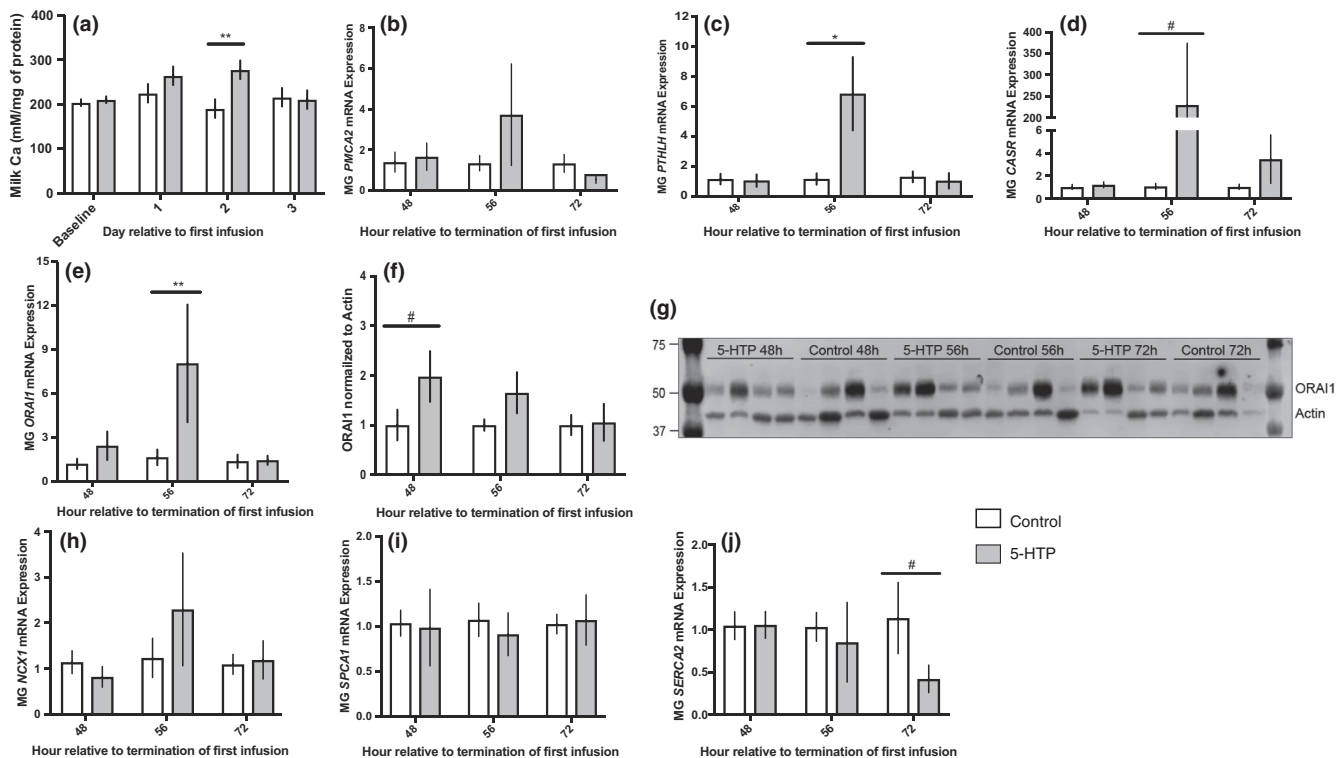 (a)
Milk Ca (mM/mg of protein)
400
300
200
100
0
**
Baseline
1
2
3
Day relative to first infusion
(b)
MG PMCA2 mRNA Expression
8
6
4
2
0
48
56
72
Hour relative to termination of first infusion
(c)
MG PTHLH mRNA Expression
12
10
8
6
4
2
0
*
48
56
72
Hour relative to termination of first infusion
(d)
MG CASR mRNA Expression
400
350
300
250
200
6
4
2
0
#
48
56
72
Hour relative to termination of first infusion
(e)
MG ORAI1 mRNA Expression
15
12
9
6
3
0
**
48
56
72
Hour relative to termination of first infusion
(f)
ORAI1 normalized to Actin
4
3
2
1
0
#
48
56
72
Hour relative to termination of first infusion
(g)
75
50
37
5-HTP 48h
Control 48h
5-HTP 56h
Control 56h
5-HTP 72h
Control 72h
ORAI1
Actin
(h)
MG NCX1 mRNA Expression
4
3
2
1
0
48
56
72
Hour relative to termination of first infusion
(i)
MG SPCA1 mRNA Expression
2.0
1.5
1.0
0.5
0.0
48
56
72
Hour relative to termination of first infusion
(j)
MG SERCA2 mRNA Expression
2.0
1.5
1.0
0.5
0.0
#
48
56
72
Hour relative to termination of first infusion
Control
5-HTP